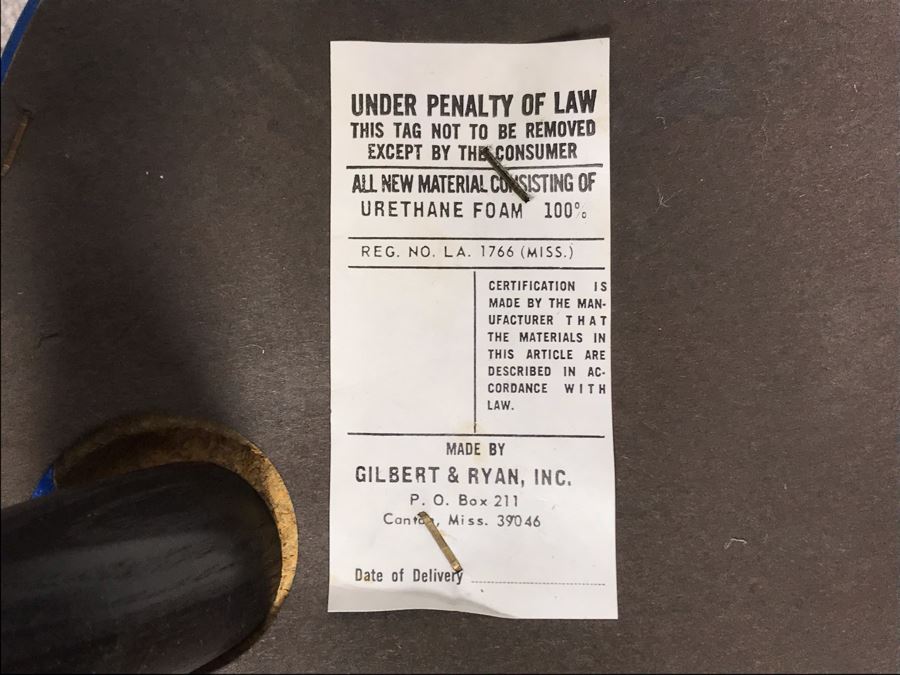 UNDER PENALTY OF LAW
THIS TAG NOT TO BE REMOVED
EXCEPT BY THE CONSUMER
ALL NEW MATERIAL CONSISTING OF
URETHANE FOAM 100%
REG. NO. LA. 1766 (MISS.)
CERTIFICATION IS
MADE BY THE MAN-
UFACTURER THAT
THE MATERIALS IN
THIS ARTICLE ARE
DESCRIBED IN AC-
CORDANCE WITH
LAW.
MADE BY
GILBERT & RYAN, INC.
P. O. Box 211
Canton, Miss. 39046
Date of Delivery